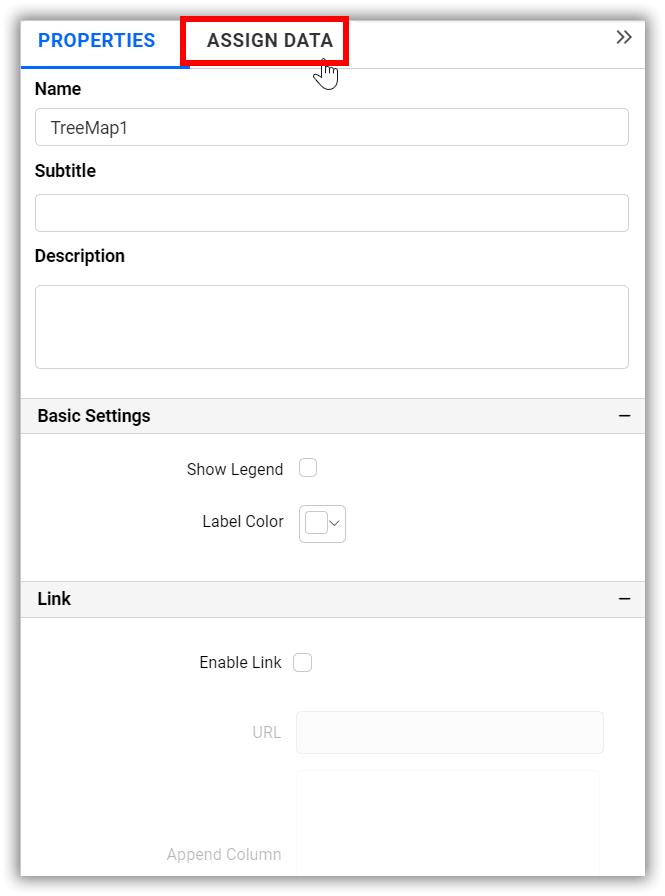 PROPERTIES ASSIGN DATA
Name
TreeMap1
Subtitle
Description
Basic Settings
Show Legend
Label Color
Link
Enable Link
URL
Append Column